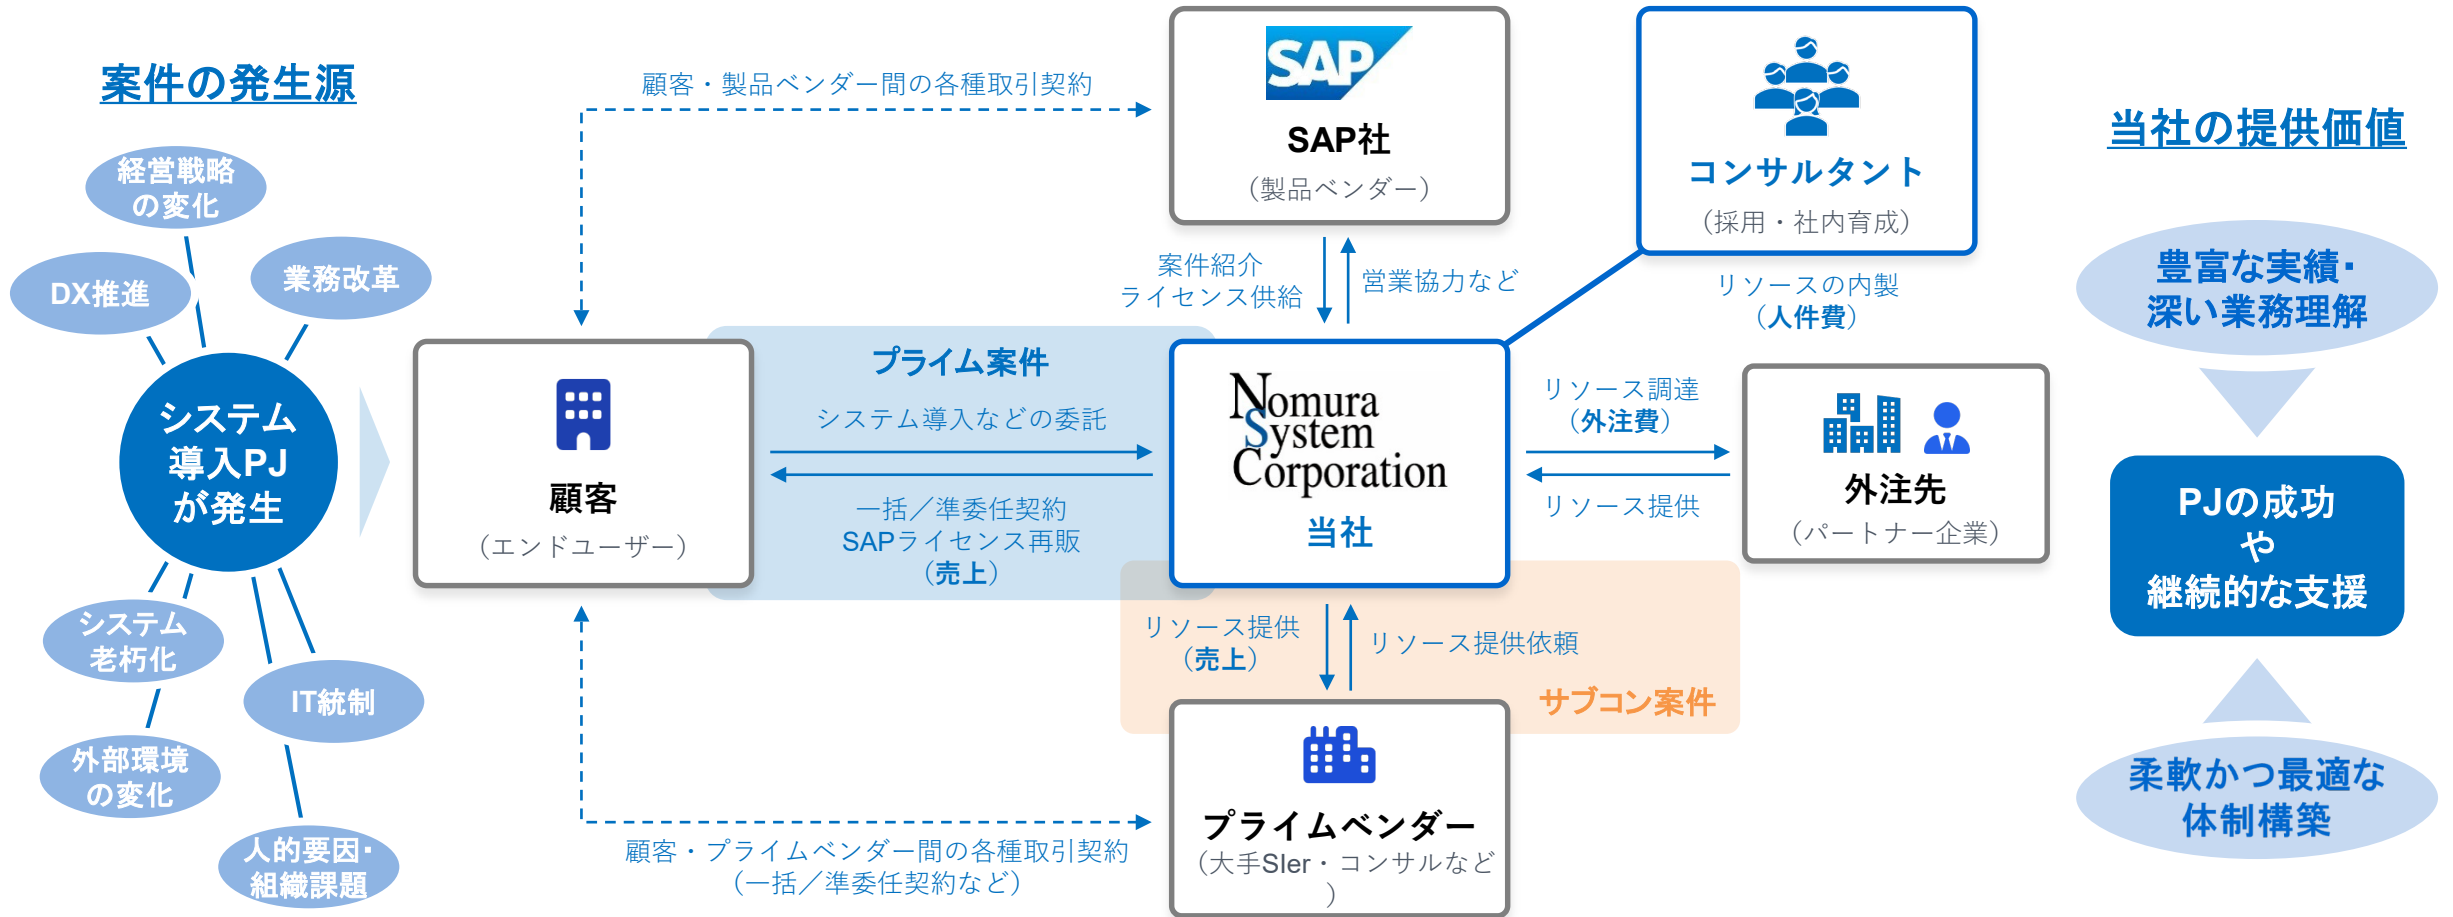 案件の発生源
経営戦略
の変化
DX推進
業務改革
システム
導入PJ
が発生
システム
老朽化
IT統制
外部環境
の変化
人的要因・
組織課題
顧客・製品ベンダー間の各種取引契約
SAP
SAP社
（製品ベンダー）
コンサルタント
（採用・社内育成）
案件紹介
ライセンス供給
営業協力など
リソースの内製
（人件費）
顧客
（エンドユーザー）
プライム案件
システム導入などの委託
一括／準委任契約
SAPライセンス再販
（売上）
Nomura
System
Corporation
当社
リソース調達
（外注費）
リソース提供
外注先
（パートナー企業）
リソース提供
（売上）
リソース提供依頼
サブコン案件
プライムベンダー
（大手SIer・コンサルなど
）
顧客・プライムベンダー間の各種取引契約
（一括／準委任契約など）
当社の提供価値
豊富な実績・
深い業務理解
PJの成功
や
継続的な支援
柔軟かつ最適な
体制構築